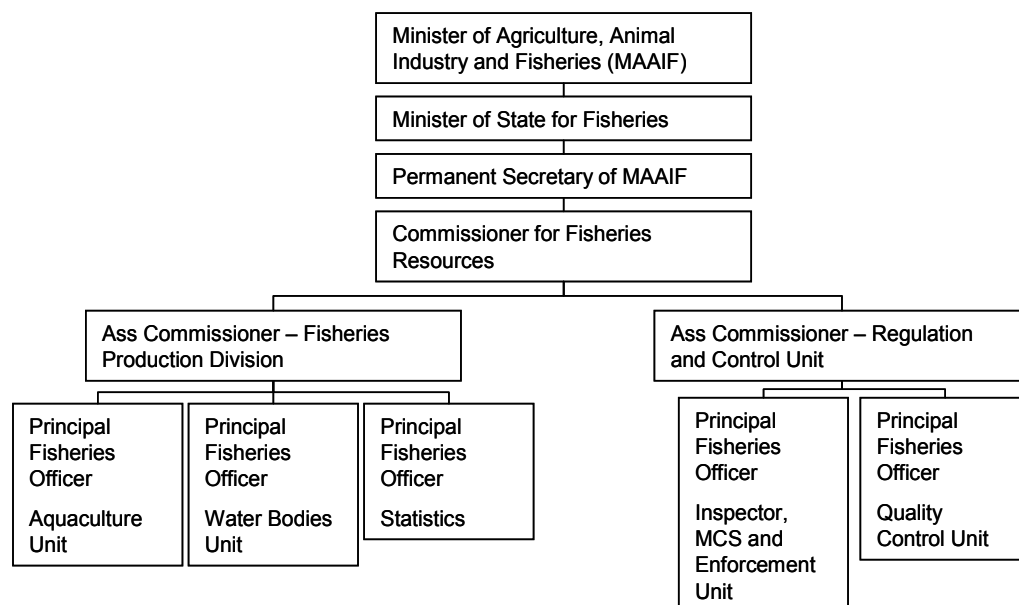 Minister of Agriculture, Animal
Industry and Fisheries (MAAIF)
Minister of State for Fisheries
Permanent Secretary of MAAIF
Commissioner for Fisheries
Resources
Ass Commissioner – Fisheries
Production Division
Ass Commissioner – Regulation
and Control Unit
Principal
Fisheries
Officer
Aquaculture
Unit
Principal
Fisheries
Officer
Water Bodies
Unit
Principal
Fisheries
Officer
Statistics
Principal
Fisheries
Officer
Inspector,
MCS and
Enforcement
Unit
Principal
Fisheries
Officer
Quality
Control Unit